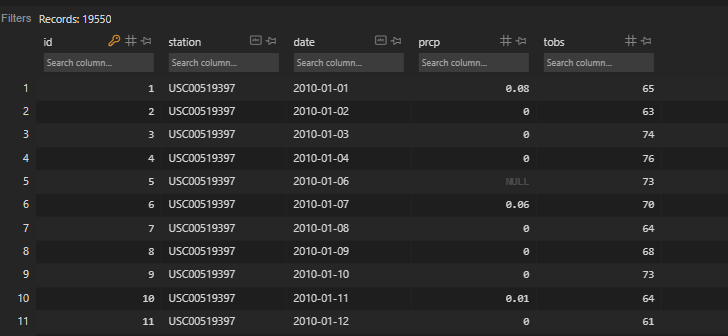 Filters Records: 19550
id station date prcp tobs
Search column... Search column... Search column... Search column... Search column...
1 1 USC00519397 2010-01-01 0.08 65
2 2 USC00519397 2010-01-02 0 63
3 3 USC00519397 2010-01-03 0 74
4 4 USC00519397 2010-01-04 0 76
5 5 USC00519397 2010-01-06 NULL 73
6 6 USC00519397 2010-01-07 0.06 70
7 7 USC00519397 2010-01-08 0 64
8 8 USC00519397 2010-01-09 0 68
9 9 USC00519397 2010-01-10 0 73
10 10 USC00519397 2010-01-11 0.01 64
11 11 USC00519397 2010-01-12 0 61